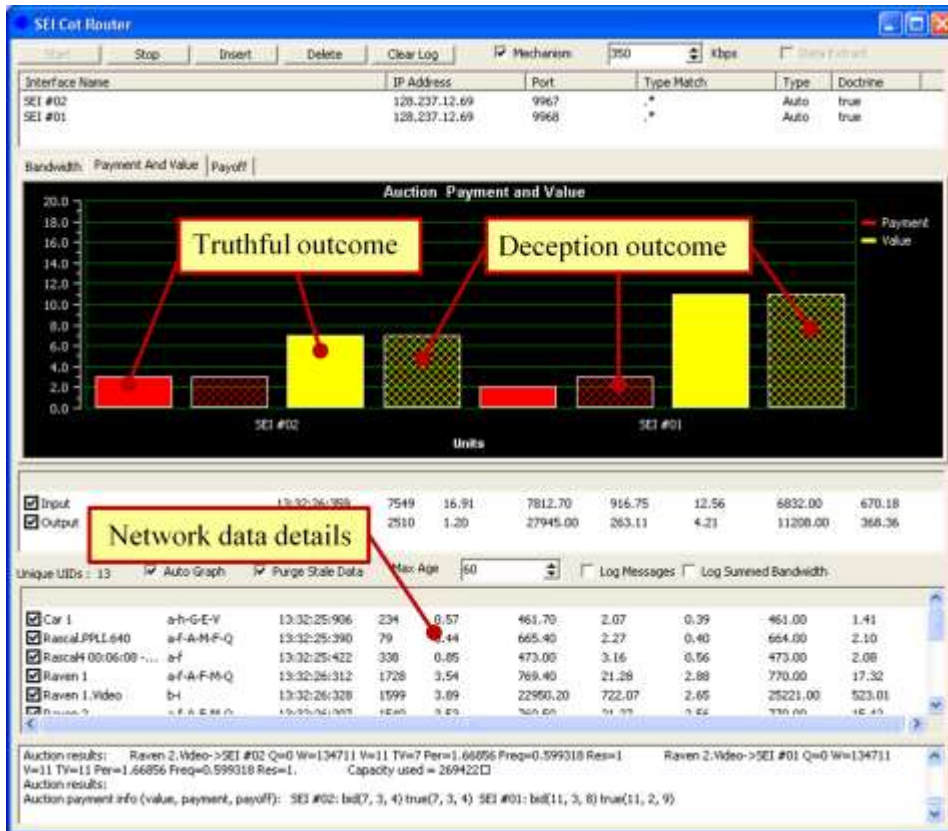 SEI Cot Router
Start Stop Insert Delete Clear Log Mechanism 350 Kbps Data Extract
Interface Name IP Address Port Type Match Type Doctrine
SEI #02 128.237.12.69 9967 .* Auto true
SEI #01 128.237.12.69 9968 .* Auto true
Bandwidth Payment And Value Payoff
Auction Payment and Value
20.0
18.0
16.0
14.0
12.0
10.0
8.0
6.0
4.0
2.0
0.0
Payment
Value
Truthful outcome
Deception outcome
SEI #02 SEI #01
Units
Input 13:32:26:359 7549 16.91 7812.70 916.75 12.56 6832.00 670.18
Output 2510 1.20 27945.00 263.11 4.21 11208.00 368.36
Network data details
Unique UIDs : 13 Auto Graph Purge Stale Data Max Age 60 Log Messages Log Summed Bandwidth
Car 1 a-h-G-E-V 13:32:25:906 234 0.57 461.70 2.07 0.39 461.00 1.41
Rascal.PPLI.640 a-f-A-M-F-Q 13:32:25:390 79 .44 665.40 2.27 0.40 664.00 2.10
Rascal4 00:06:08 -... a-f 13:32:25:422 338 0.85 473.00 3.16 0.56 473.00 2.08
Raven 1 a-f-A-F-M-Q 13:32:26:312 1728 3.54 769.40 21.28 2.88 770.00 17.32
Raven 1.Video b-i 13:32:26:328 1599 3.89 22950.20 722.07 2.65 25221.00 523.01
Raven 2
Auction results: Raven 2.Video->SEI #02 Q=0 W=134711 V=11 TV=7 Per=1.66856 Freq=0.599318 Res=1 Raven 2.Video->SEI #01 Q=0 W=134711
V=11 TV=11 Per=1.66856 Freq=0.599318 Res=1. Capacity used = 269422
Auction results:
Auction payment info (value, payment, payoff): SEI #02: bid(7, 3, 4) true(7, 3, 4) SEI #01: bid(11, 3, 8) true(11, 2, 9)